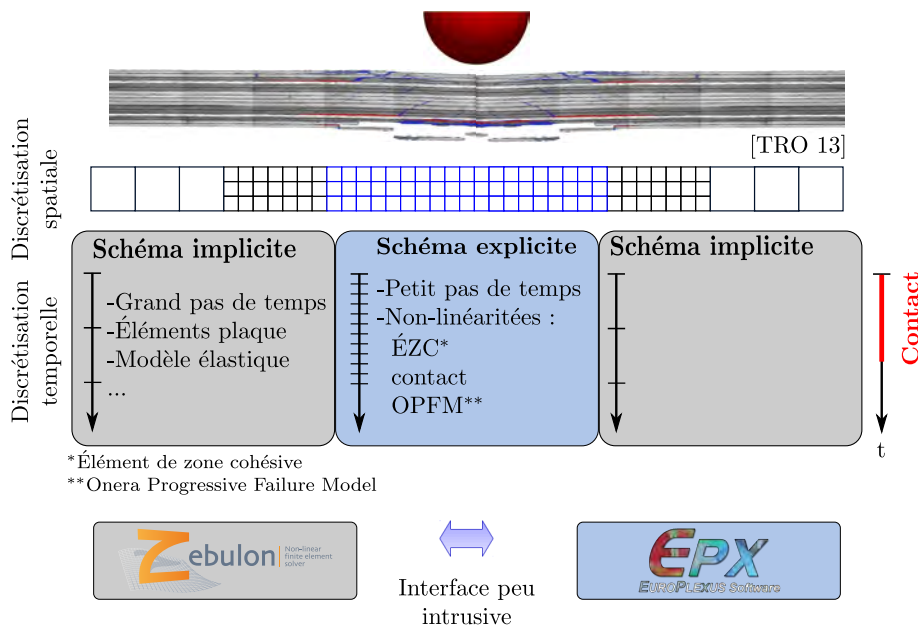 [TRO 13]
Discrétisation
spatiale
Schéma implicite
-Grand pas de temps
-Éléments plaque
-Modèle élastique
...
Schéma explicite
-Petit pas de temps
-Non-linéaritées :
ÉZC*
contact
OPFM**
Schéma implicite
Discrétisation
temporelle
Contact
t
*Élément de zone cohésive
**Onera Progressive Failure Model
Zebulon
Non-linear
finite element
solver
Interface peu
intrusive
EPX
EUROPLEXUS Software